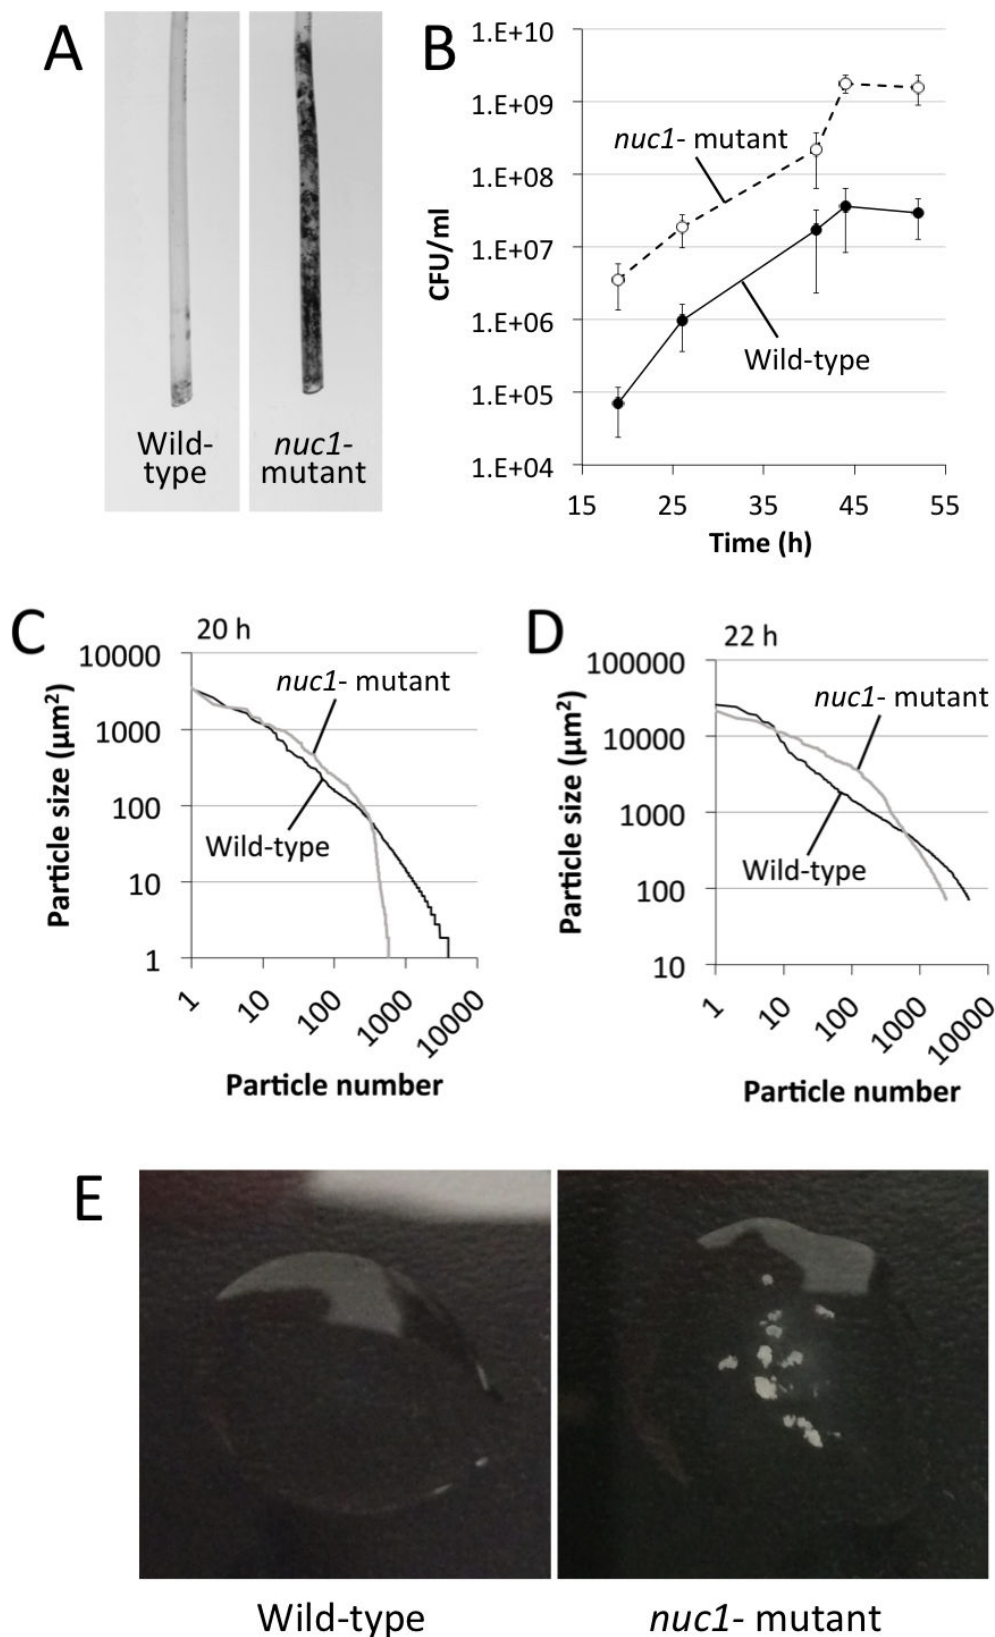 A
Wild-
type
nuc1-
mutant
B
1.E+10
1.E+09
1.E+08
1.E+07
1.E+06
1.E+05
1.E+04
CFU/ml
nuc1- mutant
Wild-type
15 25 35 45 55
Time (h)
C
20 h
10000
1000
100
10
1
Particle size (µm²)
nuc1- mutant
Wild-type
1 10 100 1000 10000
Particle number
D
22 h
100000
10000
1000
100
10
Particle size (µm²)
nuc1- mutant
Wild-type
1 10 100 1000 10000
Particle number
E
Wild-type
nuc1- mutant